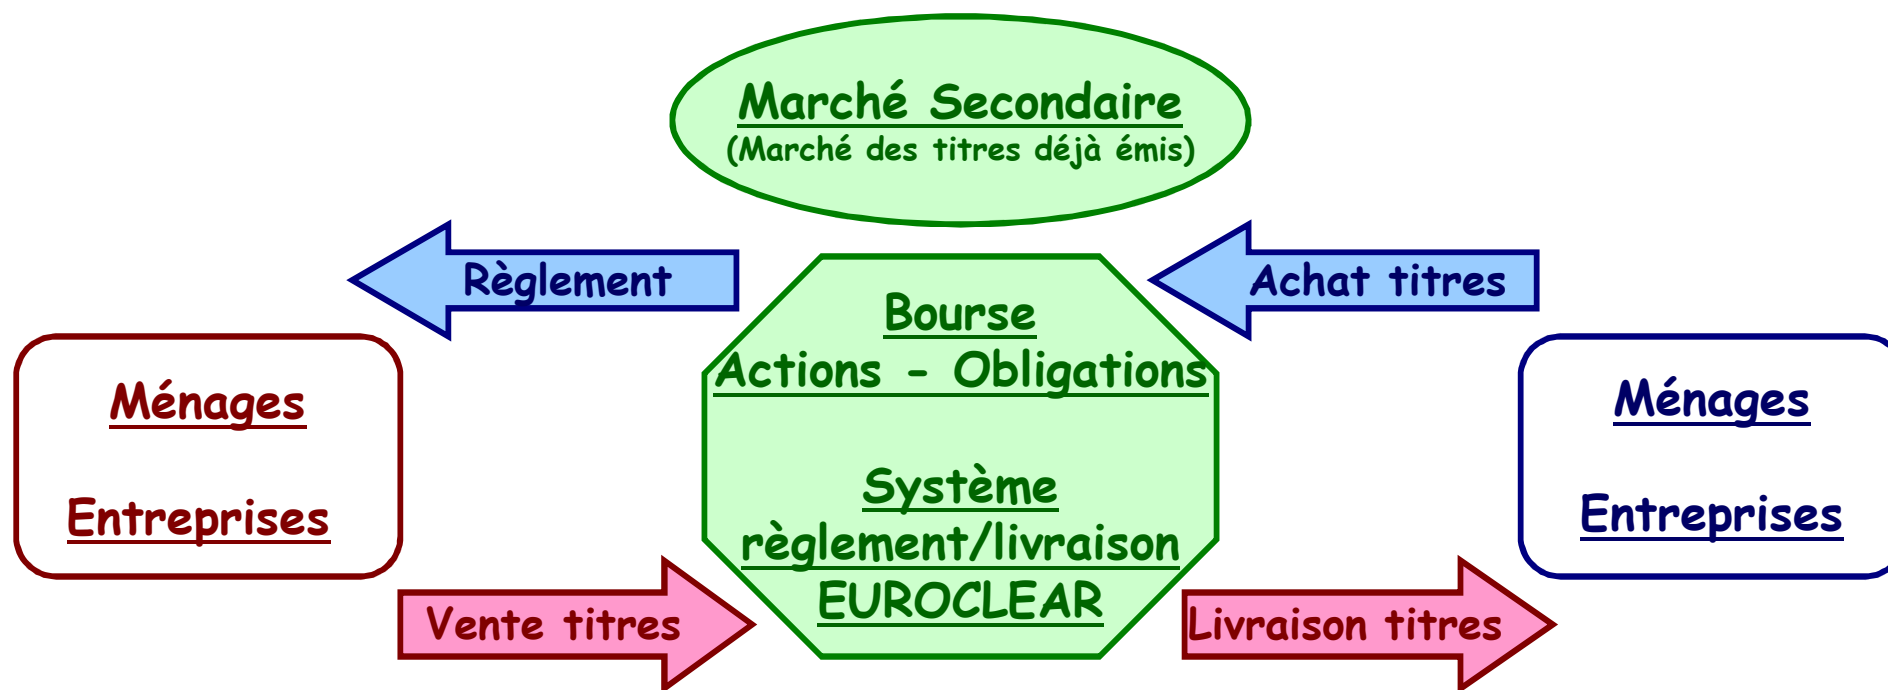 Marché Secondaire
(Marché des titres déjà émis)
Règlement
Achat titres
Bourse
Actions - Obligations
Système
règlement/livraison
EUROCLEAR
Ménages
Entreprises
Ménages
Entreprises
Vente titres
Livraison titres